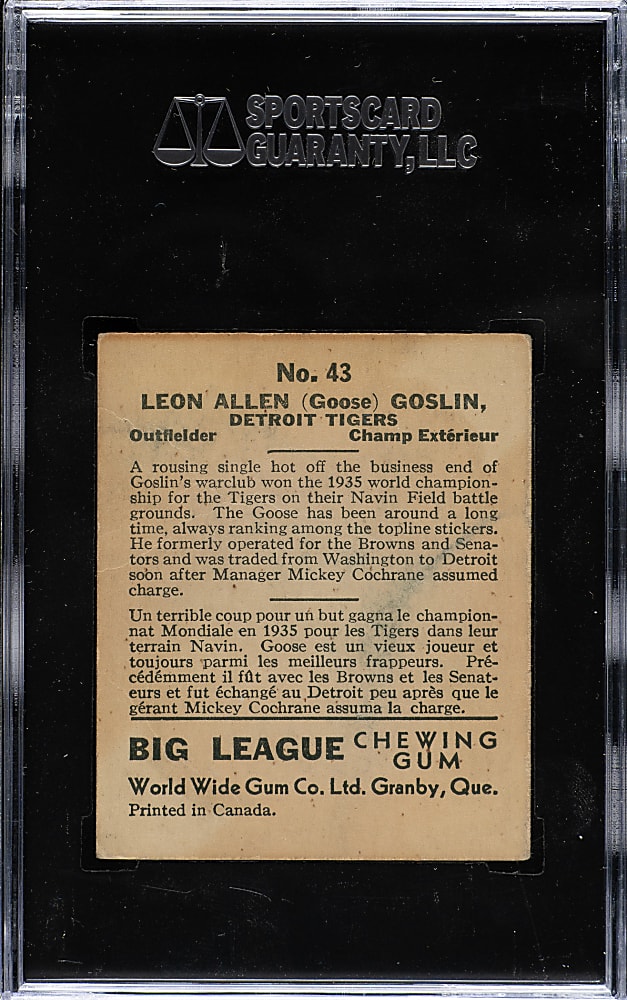 SPORTSCARD
GUARANTY, LLC
No. 43
LEON ALLEN (Goose) GOSLIN,
DETROIT TIGERS
Outfielder Champ Extérieur
A rousing single hot off the business end of
Goslin's warclub won the 1935 world champion-
ship for the Tigers on their Navin Field battle
grounds. The Goose has been around a long
time, always ranking among the topline stickers.
He formerly operated for the Browns and Sena-
tors and was traded from Washington to Detroit
soon after Manager Mickey Cochrane assumed
charge.
Un terrible coup pour un but gagna le champion-
nat Mondiale en 1935 pour les Tigers dans leur
terrain Navin. Goose est un vieux joueur et
toujours parmi les meilleurs frappeurs. Pré-
cédémment il fût avec les Browns et les Senat-
eurs et fut échangé au Detroit peu après que le
gérant Mickey Cochrane assuma la charge.
BIG LEAGUE CHEWING
GUM
World Wide Gum Co. Ltd. Granby, Que.
Printed in Canada.